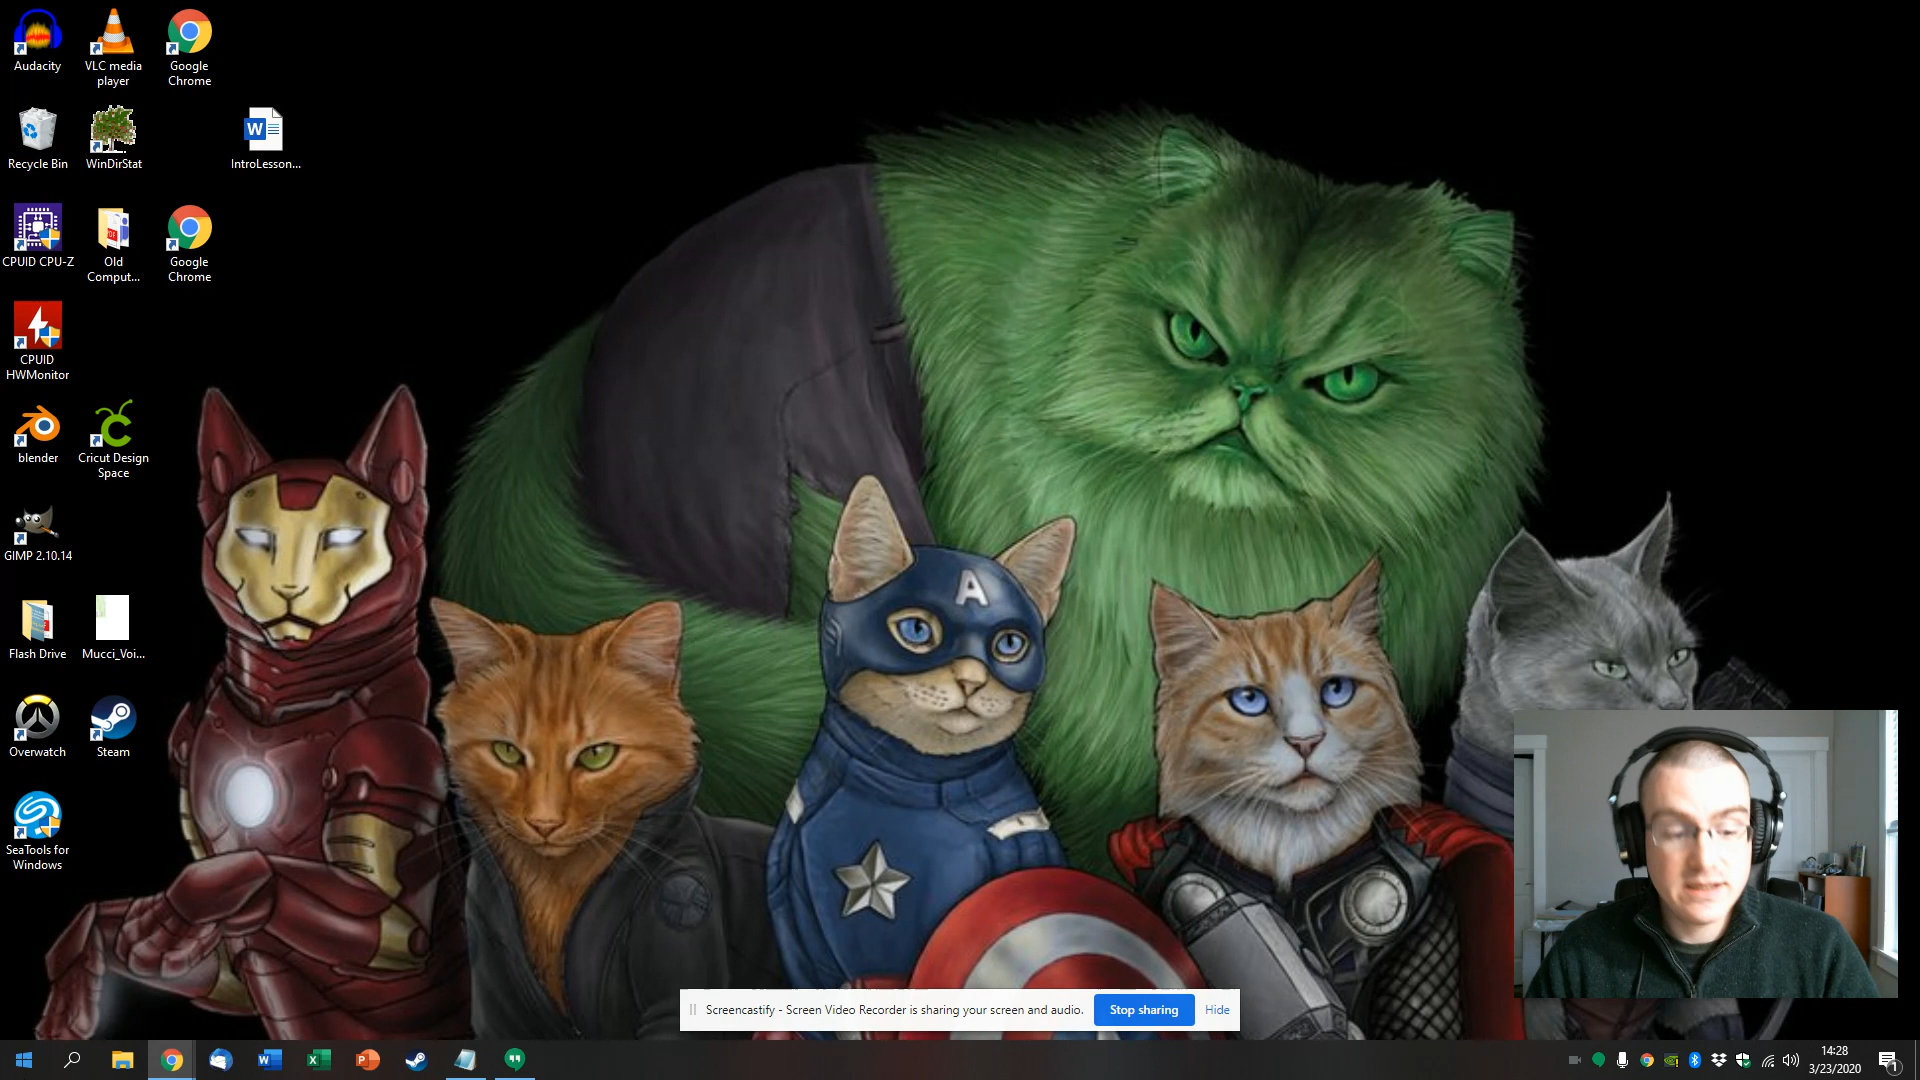 Audacity
VLC media
player
Google
Chrome
Recycle Bin
WinDirStat
W
IntroLesson...
CPUID CPU-Z
Old
Comput...
Google
Chrome
CPUID
HWMonitor
blender
Cricut Design
Space
GIMP 2.10.14
Flash Drive
Mucci_Voi...
Overwatch
Steam
SeaTools for
Windows
A
Screencastify - Screen Video Recorder is sharing your screen and audio.
Stop sharing
Hide
14:28
3/23/2020
1